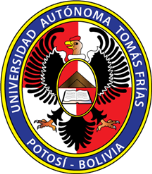 UNIVERSIDAD AUTÓNOMA TOMÁS FRÍAS
POTOSÍ - BOLIVIA